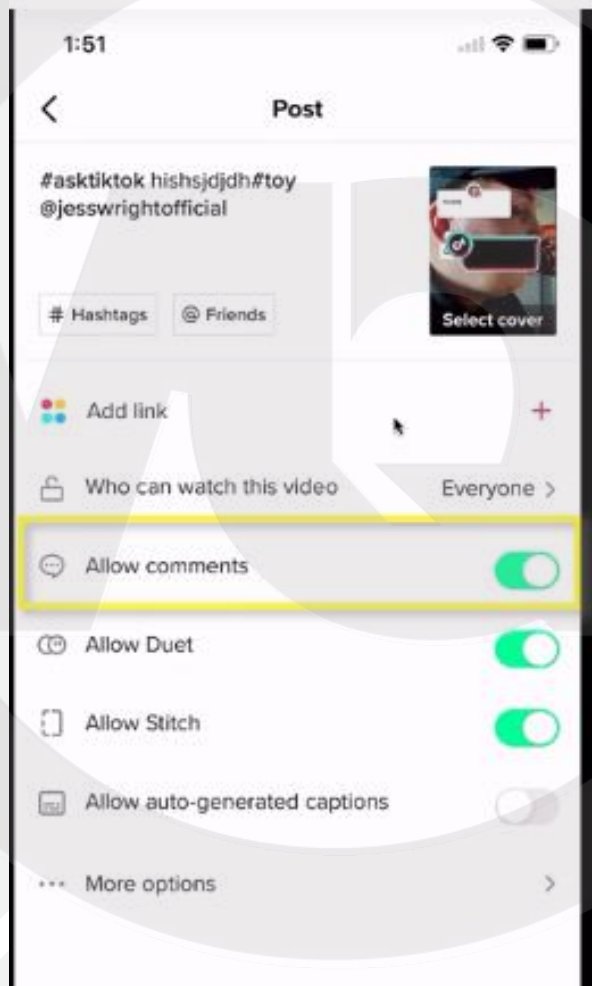 1:51
Post
#asktiktok hishsjdjdh#toy
@jesswrightofficial
# Hashtags
@ Friends
Select cover
Add link
Who can watch this video
Everyone
Allow comments
Allow Duet
Allow Stitch
Allow auto-generated captions
More options